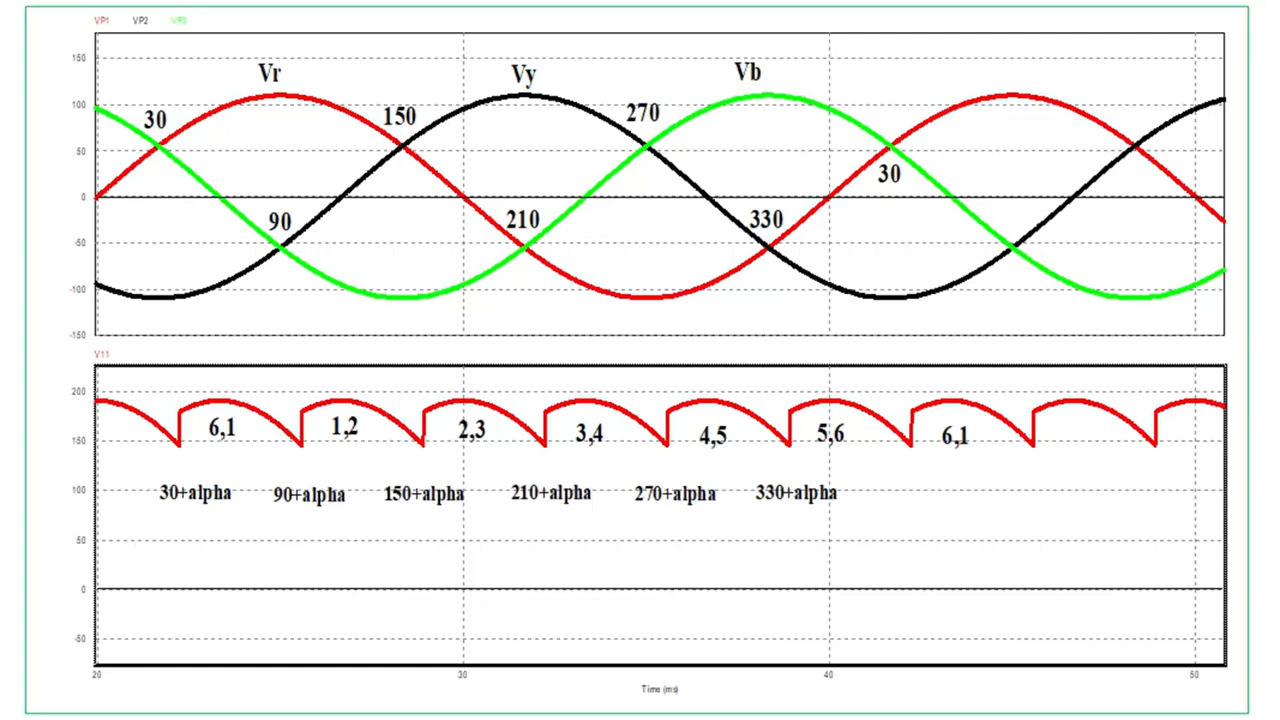 VP1 VP2 VP3
Vr Vy Vb
150
100
50
0
-50
-100
-150
30 150 270
30
90 210 330
V11
200
150
100
50
0
-50
6,1 1,2 2,3 3,4 4,5 5,6 6,1
30+alpha 90+alpha 150+alpha 210+alpha 270+alpha 330+alpha
20 30 40 50
Time (ms)